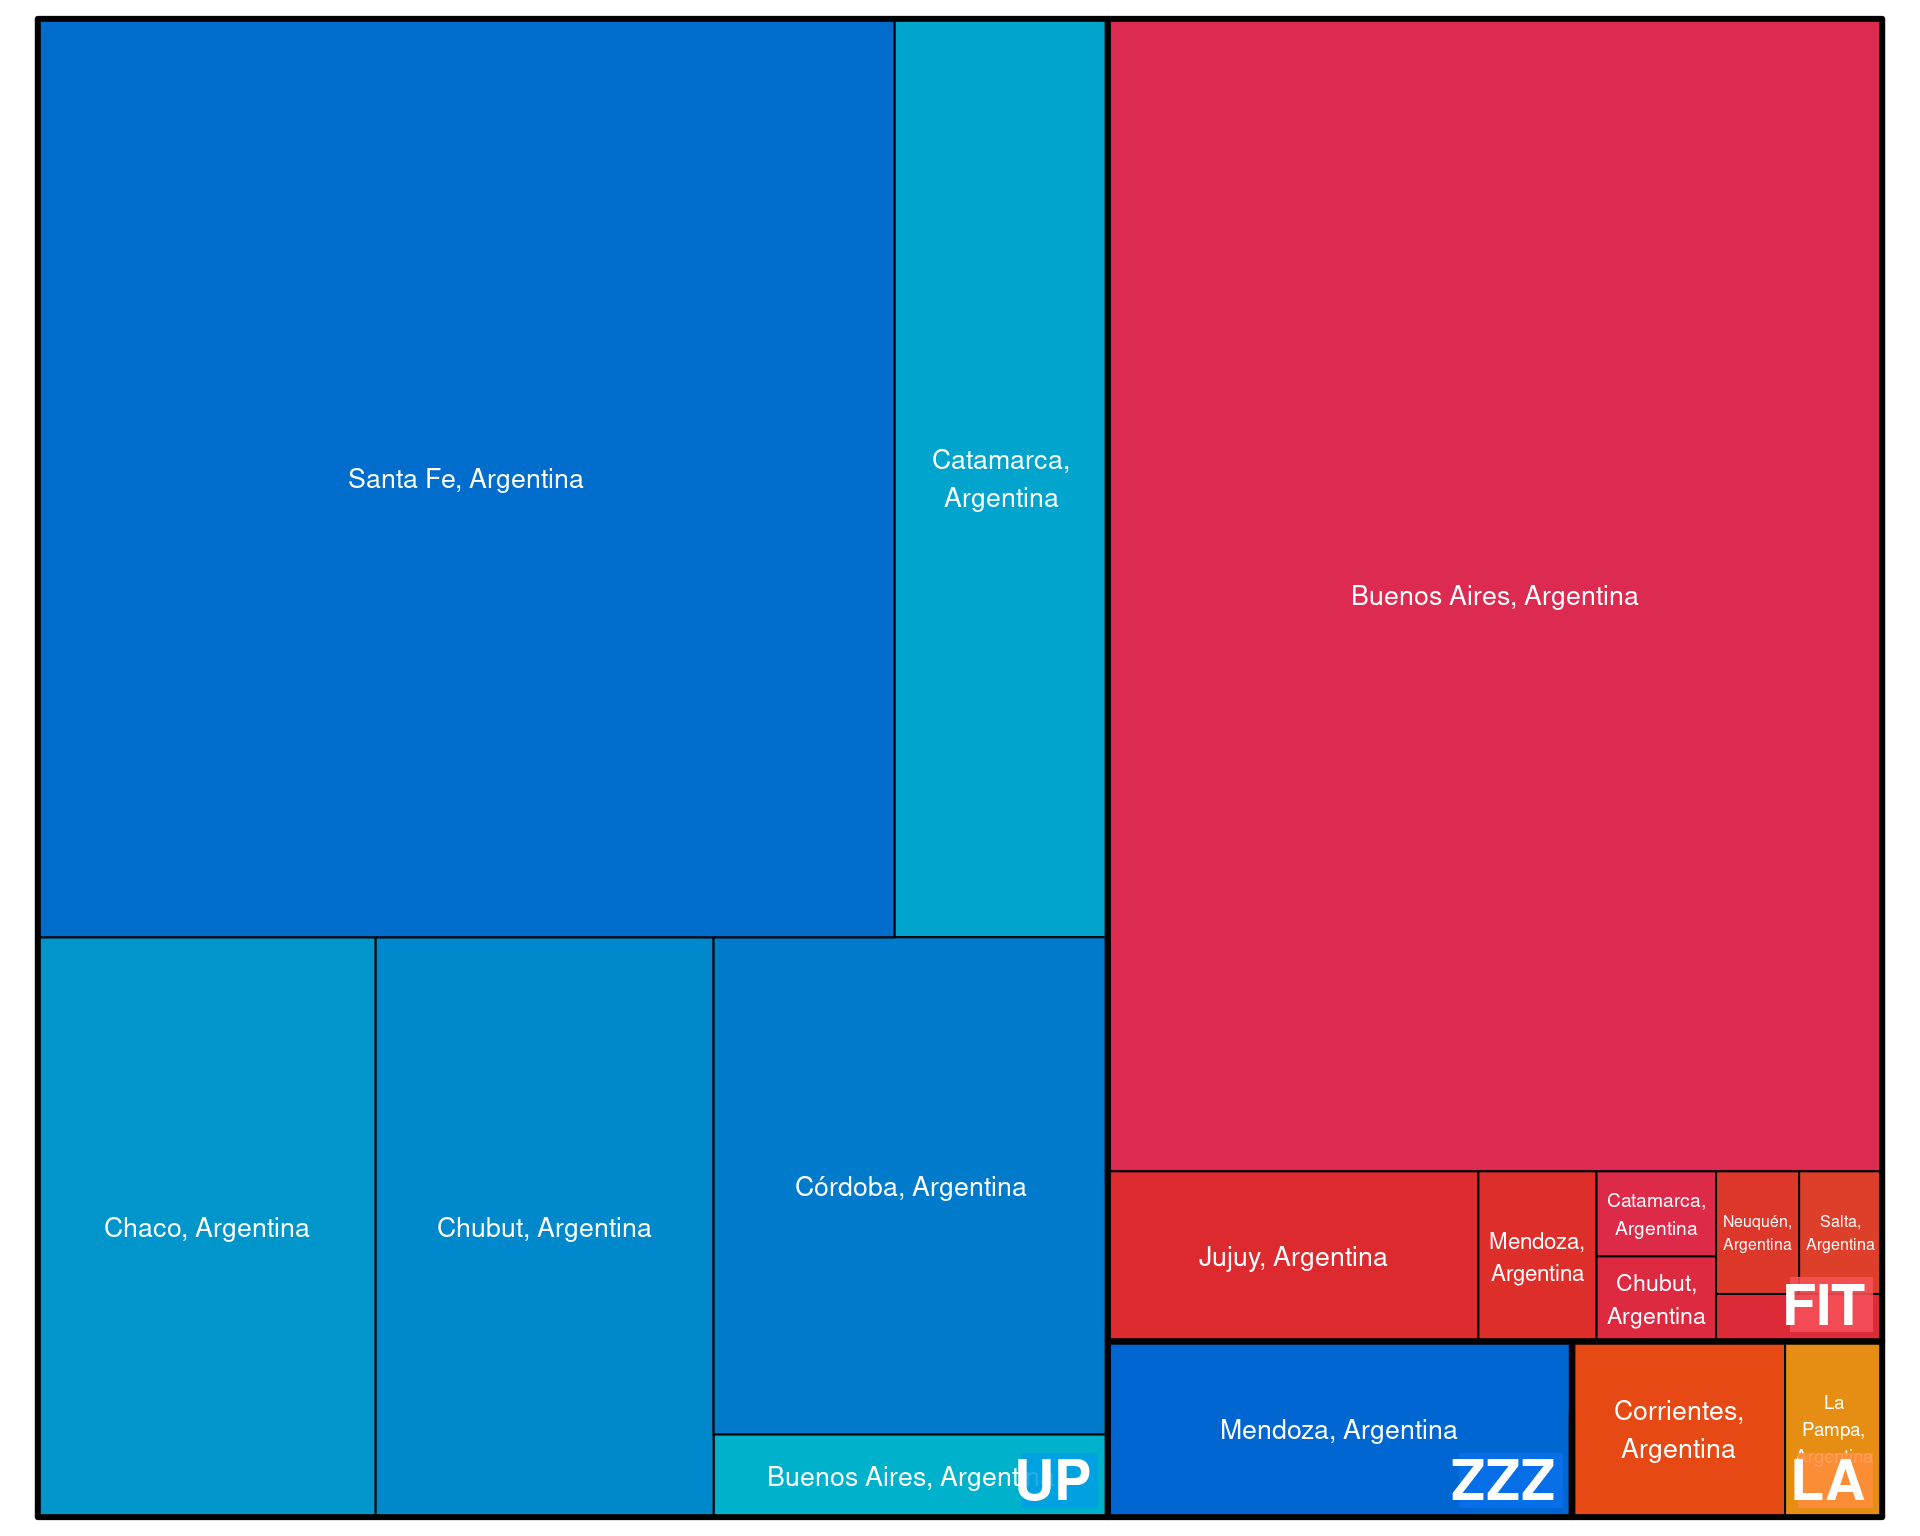 Santa Fe, Argentina
Catamarca,
Argentina
Buenos Aires, Argentina
Chaco, Argentina
Chubut, Argentina
Córdoba, Argentina
Buenos Aires, Argentina
UP
Jujuy, Argentina
Mendoza,
Argentina
Catamarca,
Argentina
Chubut,
Argentina
Neuquén,
Argentina
Salta,
Argentina
FIT
Mendoza, Argentina
ZZZ
Corrientes,
Argentina
La
Pampa,
Argentina
LA